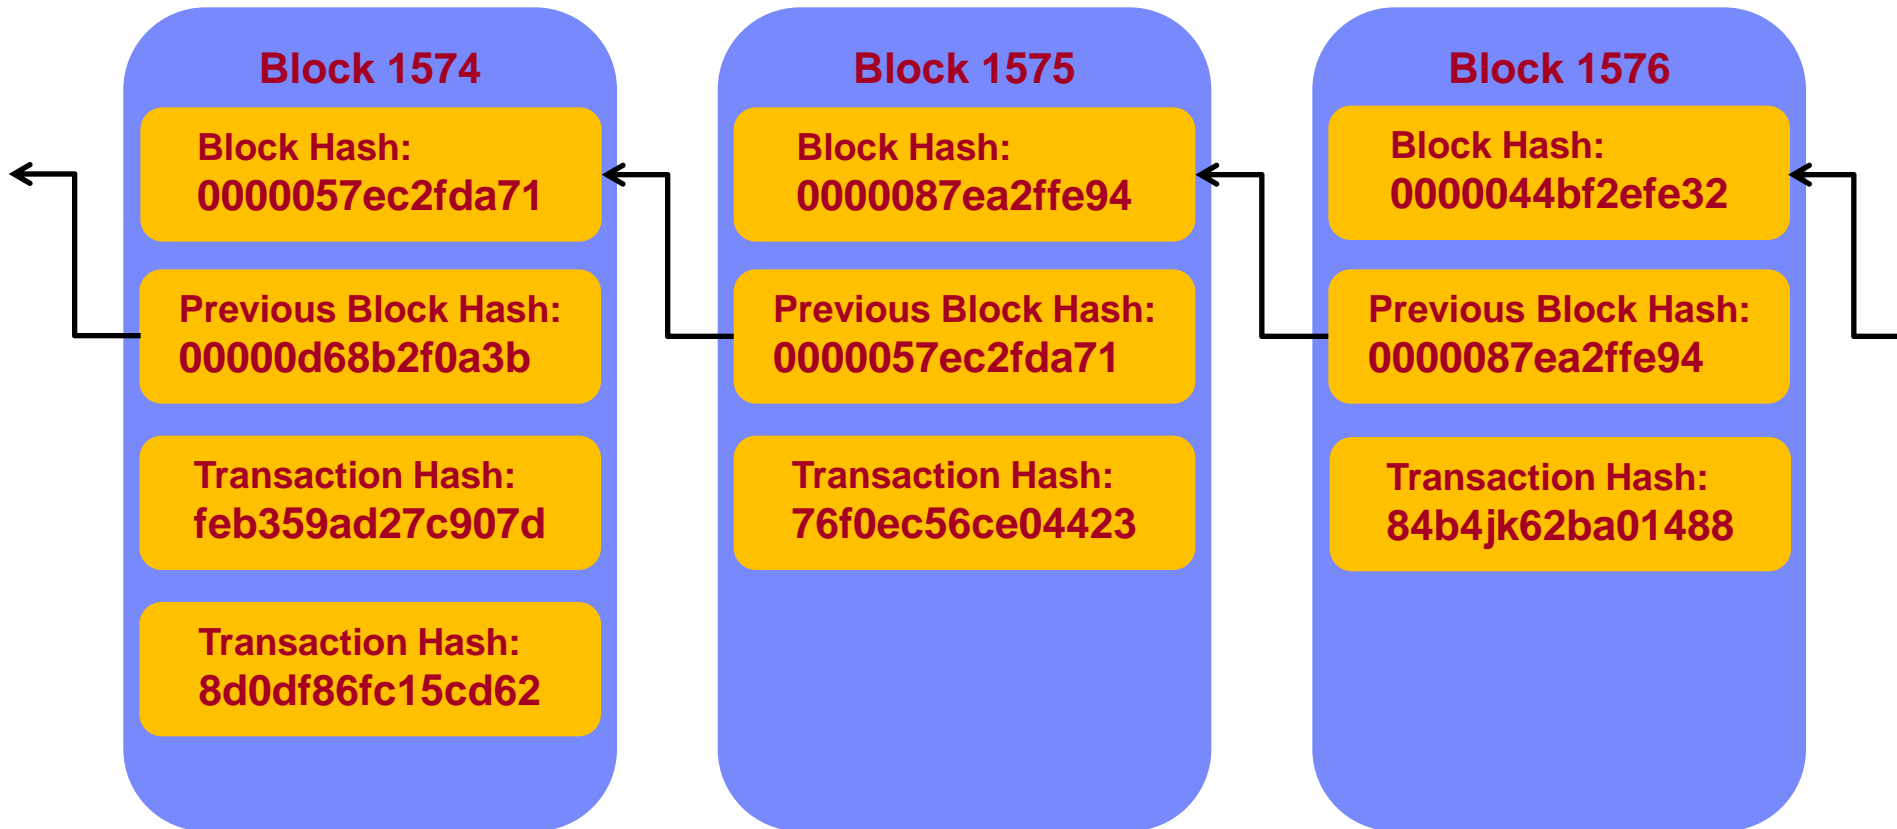 Block 1574
Block Hash:
0000057ec2fda71
Previous Block Hash:
00000d68b2f0a3b
Transaction Hash:
feb359ad27c907d
Transaction Hash:
8d0df86fc15cd62
Block 1575
Block Hash:
0000087ea2ffe94
Previous Block Hash:
0000057ec2fda71
Transaction Hash:
76f0ec56ce04423
Block 1576
Block Hash:
0000044bf2efe32
Previous Block Hash:
0000087ea2ffe94
Transaction Hash:
84b4jk62ba01488